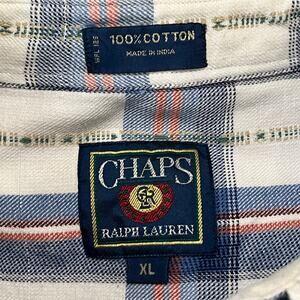 100% COTTON
MADE IN INDIA
CHAPS
RALPH LAUREN
XL